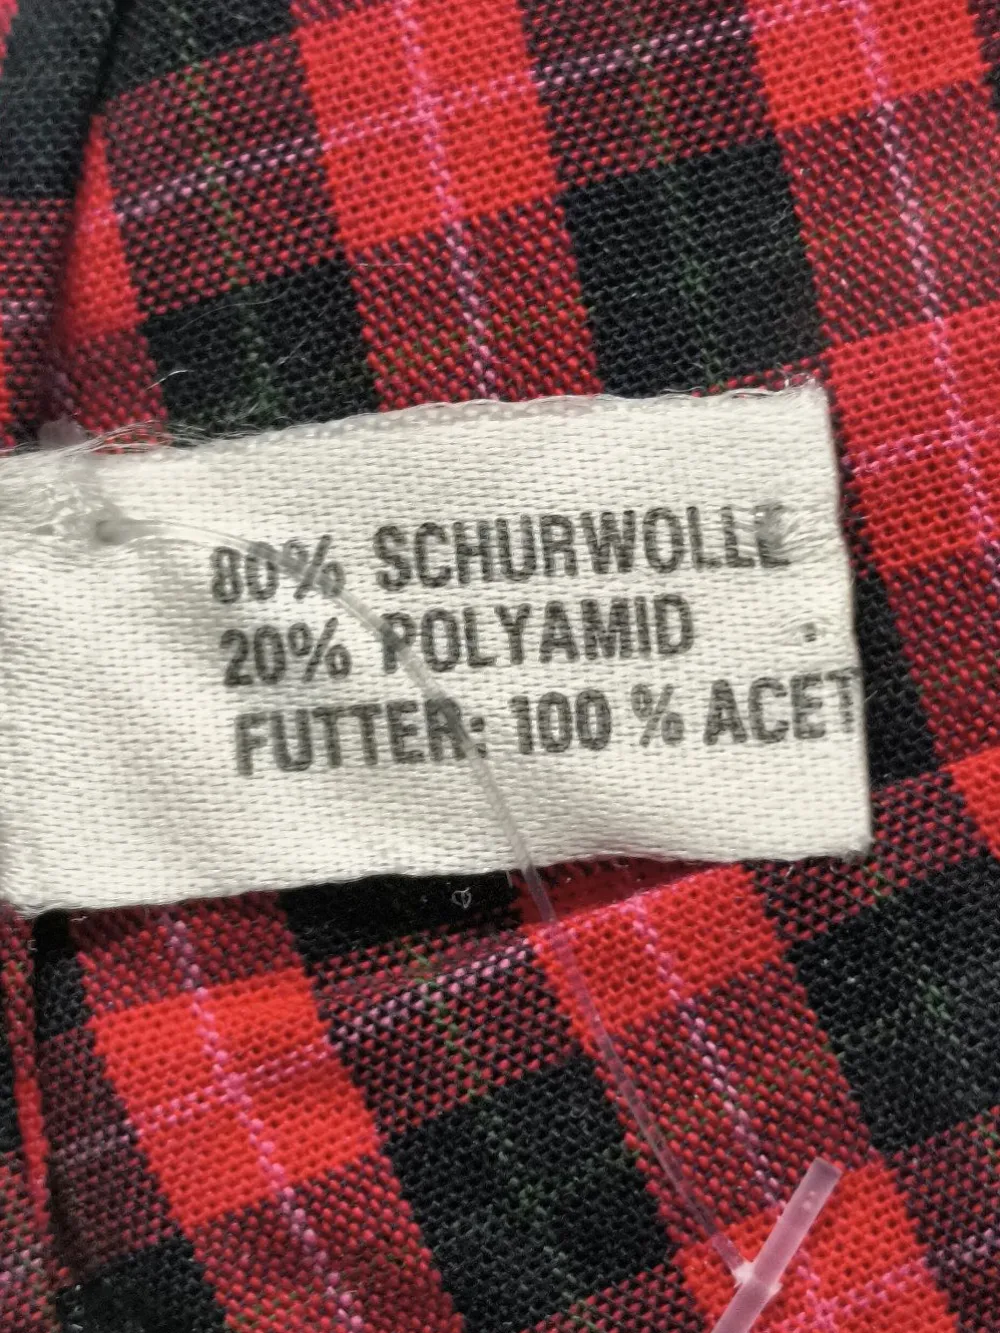 80% SCHURWOLLE
20% POLYAMID
FUTTER: 100 % ACET